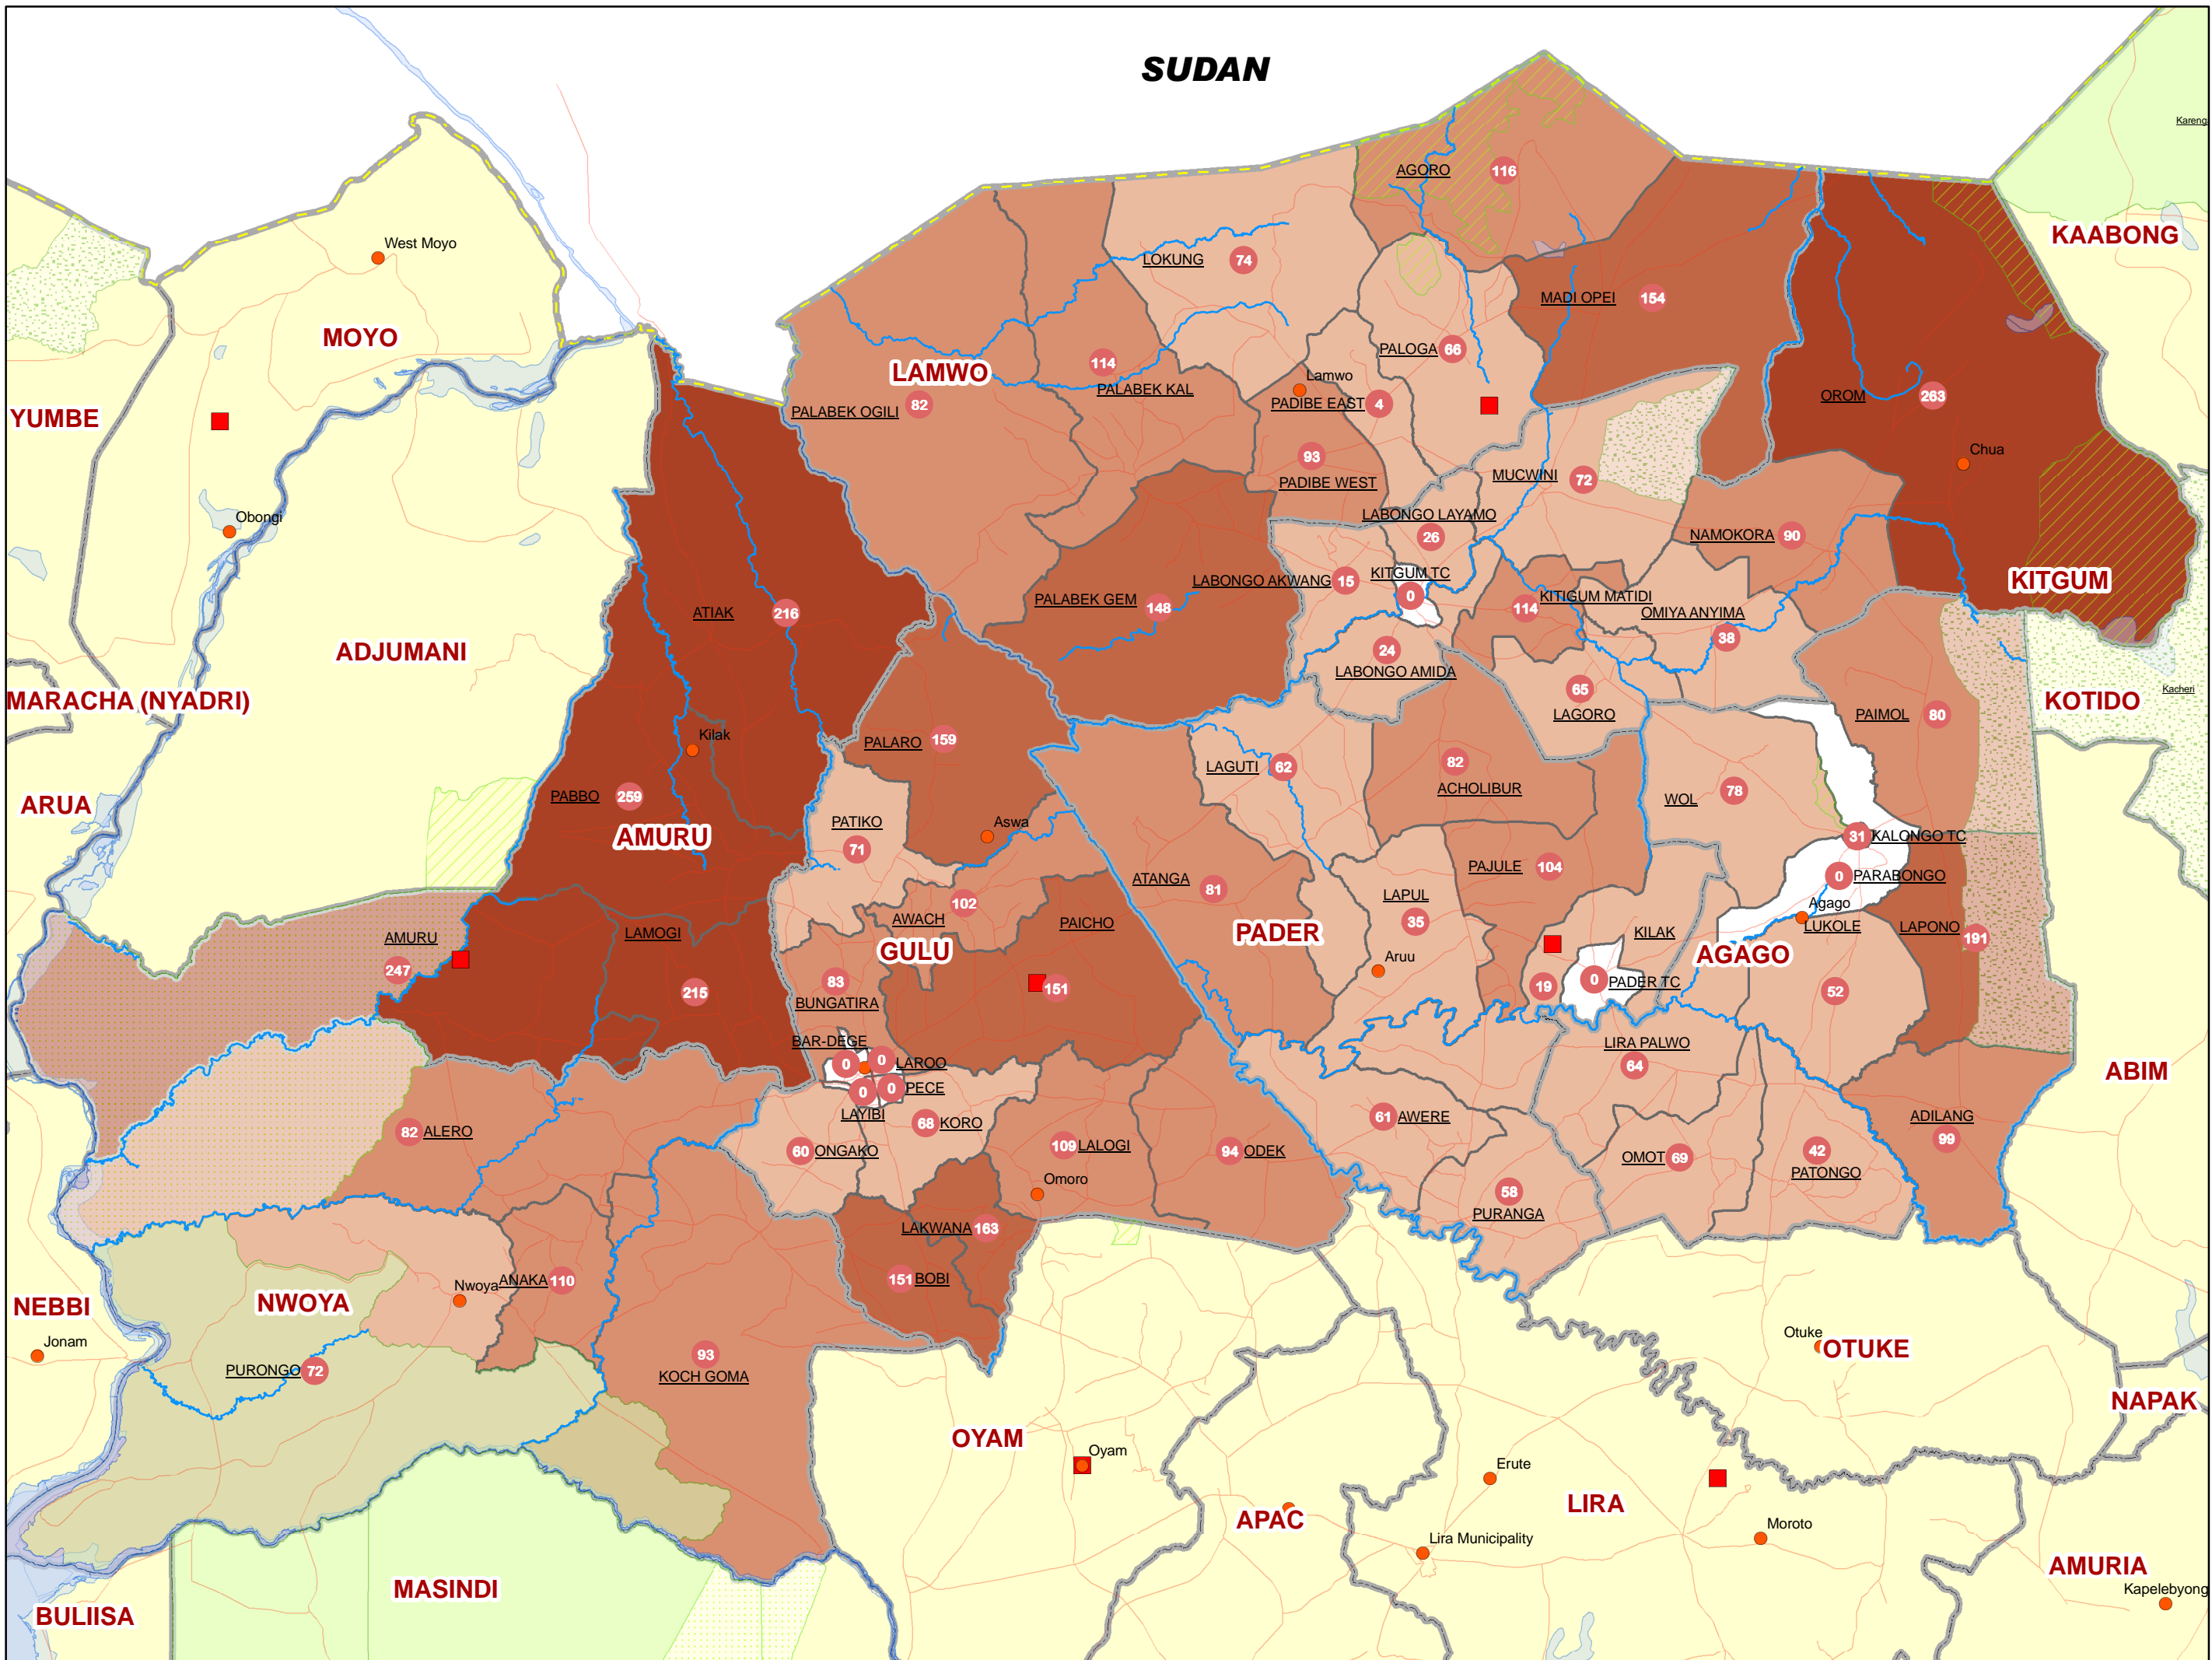 SUDAN
Kareng
AGORO 116
KAABONG
West Moyo
LOKUNG 74
MADI OPEI 154
MOYO
PALOGA 66
114
LAMWO
Lamwo
PALABEK KAL
OROM 263
PALABEK OGILI 82
PADIBE EAST 4
YUMBE
Chua
93
PADIBE WEST
MUCWINI 72
LABONGO LAYAMO
26
Obongi
NAMOKORA 90
LABONGO AKWANG 15
KITGUM TC
0
KITGUM
PALABEK GEM 148
114 KITIGUM MATIDI
OMIYA ANYIMA
38
ATIAK 216
ADJUMANI
24
LABONGO AMIDA
65
LAGORO
MARACHA (NYADRI)
KOTIDO
Kacheri
PAIMOL 80
Kilak
PALARO 159
LAGUTI 62
82
ACHOLIBUR
WOL 78
PABBO 259
ARUA
AMURU
PATIKO
71
Aswa
31 KALONGO TC
PAJULE 104
0 PARABONGO
ATANGA 81
LAPUL
35
AWACH 102
PAICHO
Agago
LUKOLE
LAPONO
191
LAMOGI
AMURU
247
GULU
PADER
KILAK
AGAGO
Aruu
83
BUNGATIRA
151
215
19
0 PADER TC
52
BAR-DEGE
0
0 LAROO
LIRA PALWO
64
ABIM
0 PECE
0
LAYIBI
82 ALERO
68 KORO
61 AWERE
ADILANG
99
60 ONGAKO
109 LALOGI
94 ODEK
OMOT 69
42
PATONGO
Omoro
58
PURANGA
LAKWANA 163
151 BOBI
NEBBI
NWOYA
Nwoya
ANAKA 110
Jonam
Otuke
OTUKE
PURONGO 72
93
KOCH GOMA
NAPAK
OYAM
Oyam
Erute
LIRA
APAC
Moroto
Lira Municipality
MASINDI
AMURIA
Kapelebyong
BULIISA